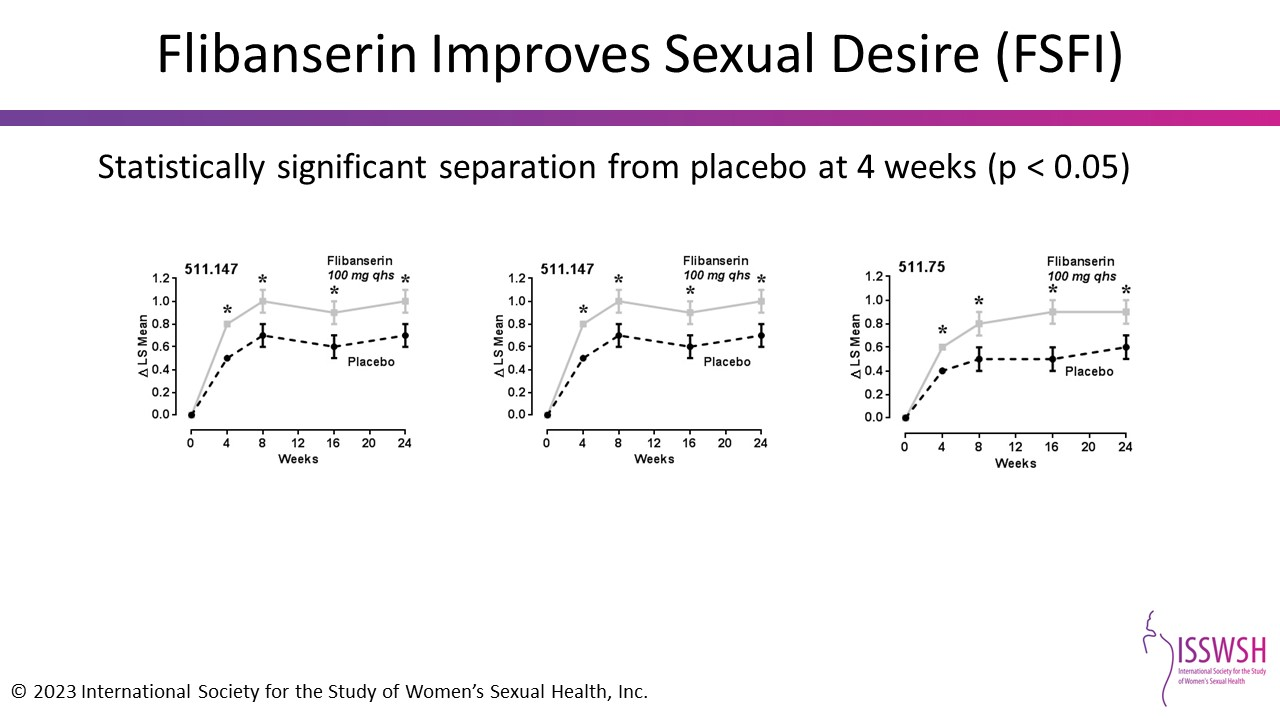 Flibanserin Improves Sexual Desire (FSFI)
Statistically significant separation from placebo at 4 weeks (p < 0.05)
511.147
Flibanserin
100 mg qhs
Δ LS Mean
1.2
1.0
0.8
0.6
0.4
0.2
0.0
* * * *
Placebo
0 4 8 12 16 20 24
Weeks
511.147
Flibanserin
100 mg qhs
Δ LS Mean
1.2
1.0
0.8
0.6
0.4
0.2
0.0
* * * *
Placebo
0 4 8 12 16 20 24
Weeks
511.75
Flibanserin
100 mg qhs
Δ LS Mean
1.2
1.0
0.8
0.6
0.4
0.2
0.0
* * * *
Placebo
0 4 8 12 16 20 24
Weeks
ISSWSH
International Society for the Study
of Women's Sexual Health
© 2023 International Society for the Study of Women’s Sexual Health, Inc.